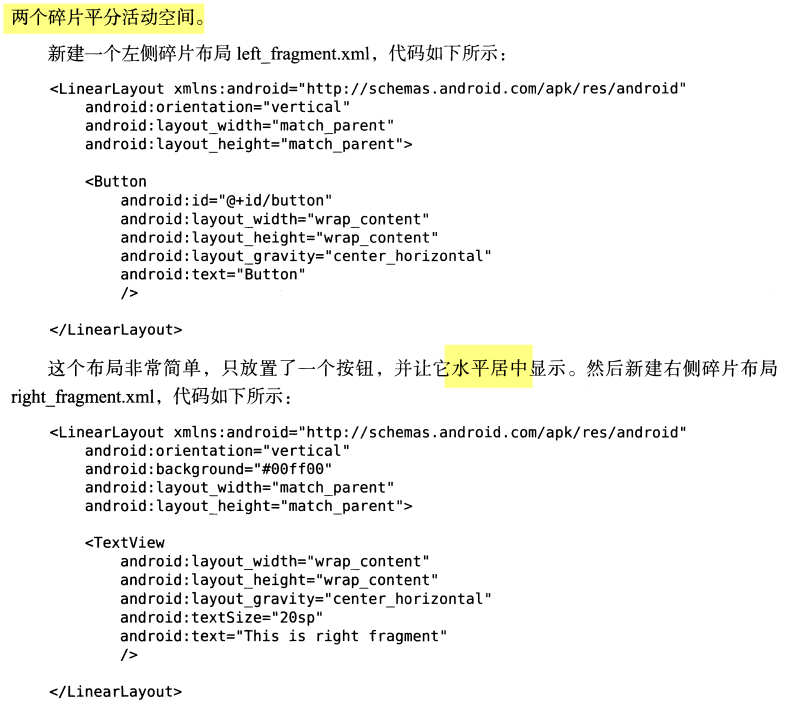 两个碎片平分活动空间。
新建一个左侧碎片布局 left_fragment.xml，代码如下所示：
<LinearLayout xmlns:android="http://schemas.android.com/apk/res/android"
    android:orientation="vertical"
    android:layout_width="match_parent"
    android:layout_height="match_parent">
    <Button
        android:id="@+id/button"
        android:layout_width="wrap_content"
        android:layout_height="wrap_content"
        android:layout_gravity="center_horizontal"
        android:text="Button"
        />
</LinearLayout>
这个布局非常简单，只放置了一个按钮，并让它水平居中显示。然后新建右侧碎片布局
right_fragment.xml，代码如下所示：
<LinearLayout xmlns:android="http://schemas.android.com/apk/res/android"
    android:orientation="vertical"
    android:background="#00ff00"
    android:layout_width="match_parent"
    android:layout_height="match_parent">
    <TextView
        android:layout_width="wrap_content"
        android:layout_height="wrap_content"
        android:layout_gravity="center_horizontal"
        android:textSize="20sp"
        android:text="This is right fragment"
        />
</LinearLayout>